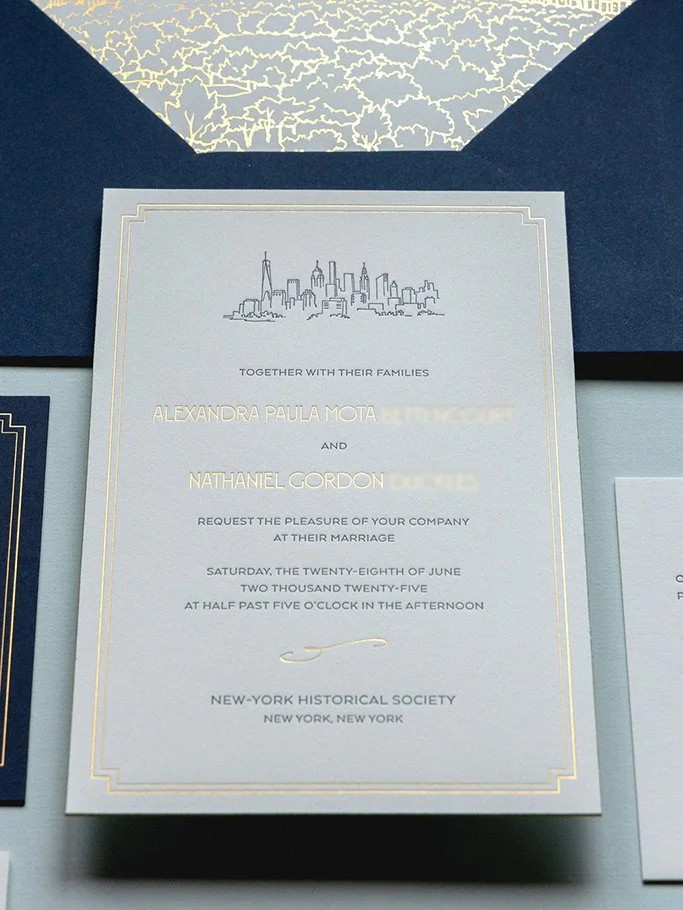 TOGETHER WITH THEIR FAMILIES
ALEXANDRA PAULA MOTA
AND
NATHANIEL GORDON
REQUEST THE PLEASURE OF YOUR COMPANY
AT THEIR MARRIAGE
SATURDAY, THE TWENTY-EIGHTH OF JUNE
TWO THOUSAND TWENTY-FIVE
AT HALF PAST FIVE O'CLOCK IN THE AFTERNOON
NEW-YORK HISTORICAL SOCIETY
NEW YORK, NEW YORK